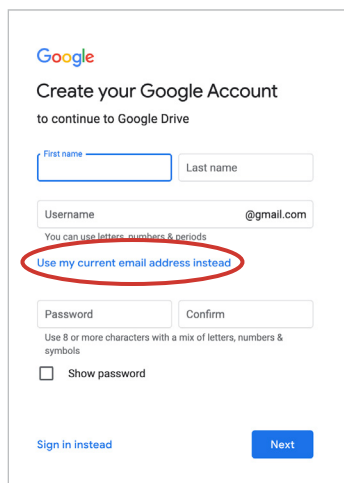 Google
Create your Google Account
to continue to Google Drive
First name
Last name
Username @gmail.com
You can use letters, numbers & periods
Use my current email address instead
Password Confirm
Use 8 or more characters with a mix of letters, numbers &
symbols
Show password
Sign in instead Next